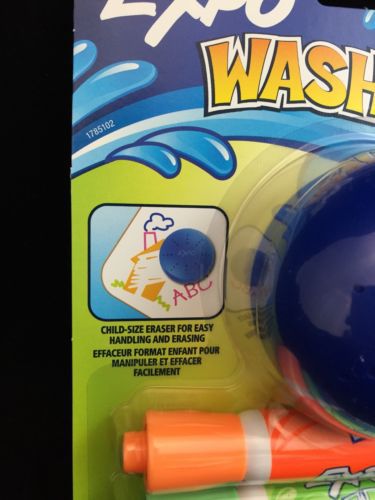 EXPO
WASH
1785102
ABC
CHILD-SIZE ERASER FOR EASY
HANDLING AND ERASING
EFFACEUR FORMAT ENFANT POUR
MANIPULER ET EFFACER
FACILEMENT